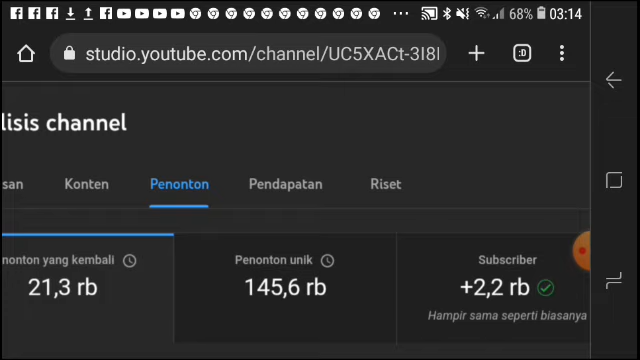 68% 03:14
studio.youtube.com/channel/UC5XACt-3I8I
:D
lisis channel
san Konten Penonton Pendapatan Riset
nonton yang kembali Penonton unik Subscriber
21,3 rb 145,6 rb +2,2 rb
Hampir sama seperti biasanya